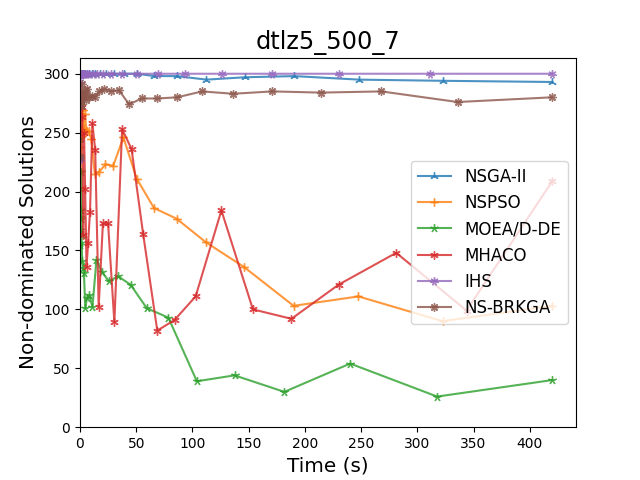 dtlz5_500_7
Non-dominated Solutions
300
250
200
150
100
50
0
NSGA-II
NSPSO
MOEA/D-DE
MHACO
IHS
NS-BRKGA
0 50 100 150 200 250 300 350 400
Time (s)